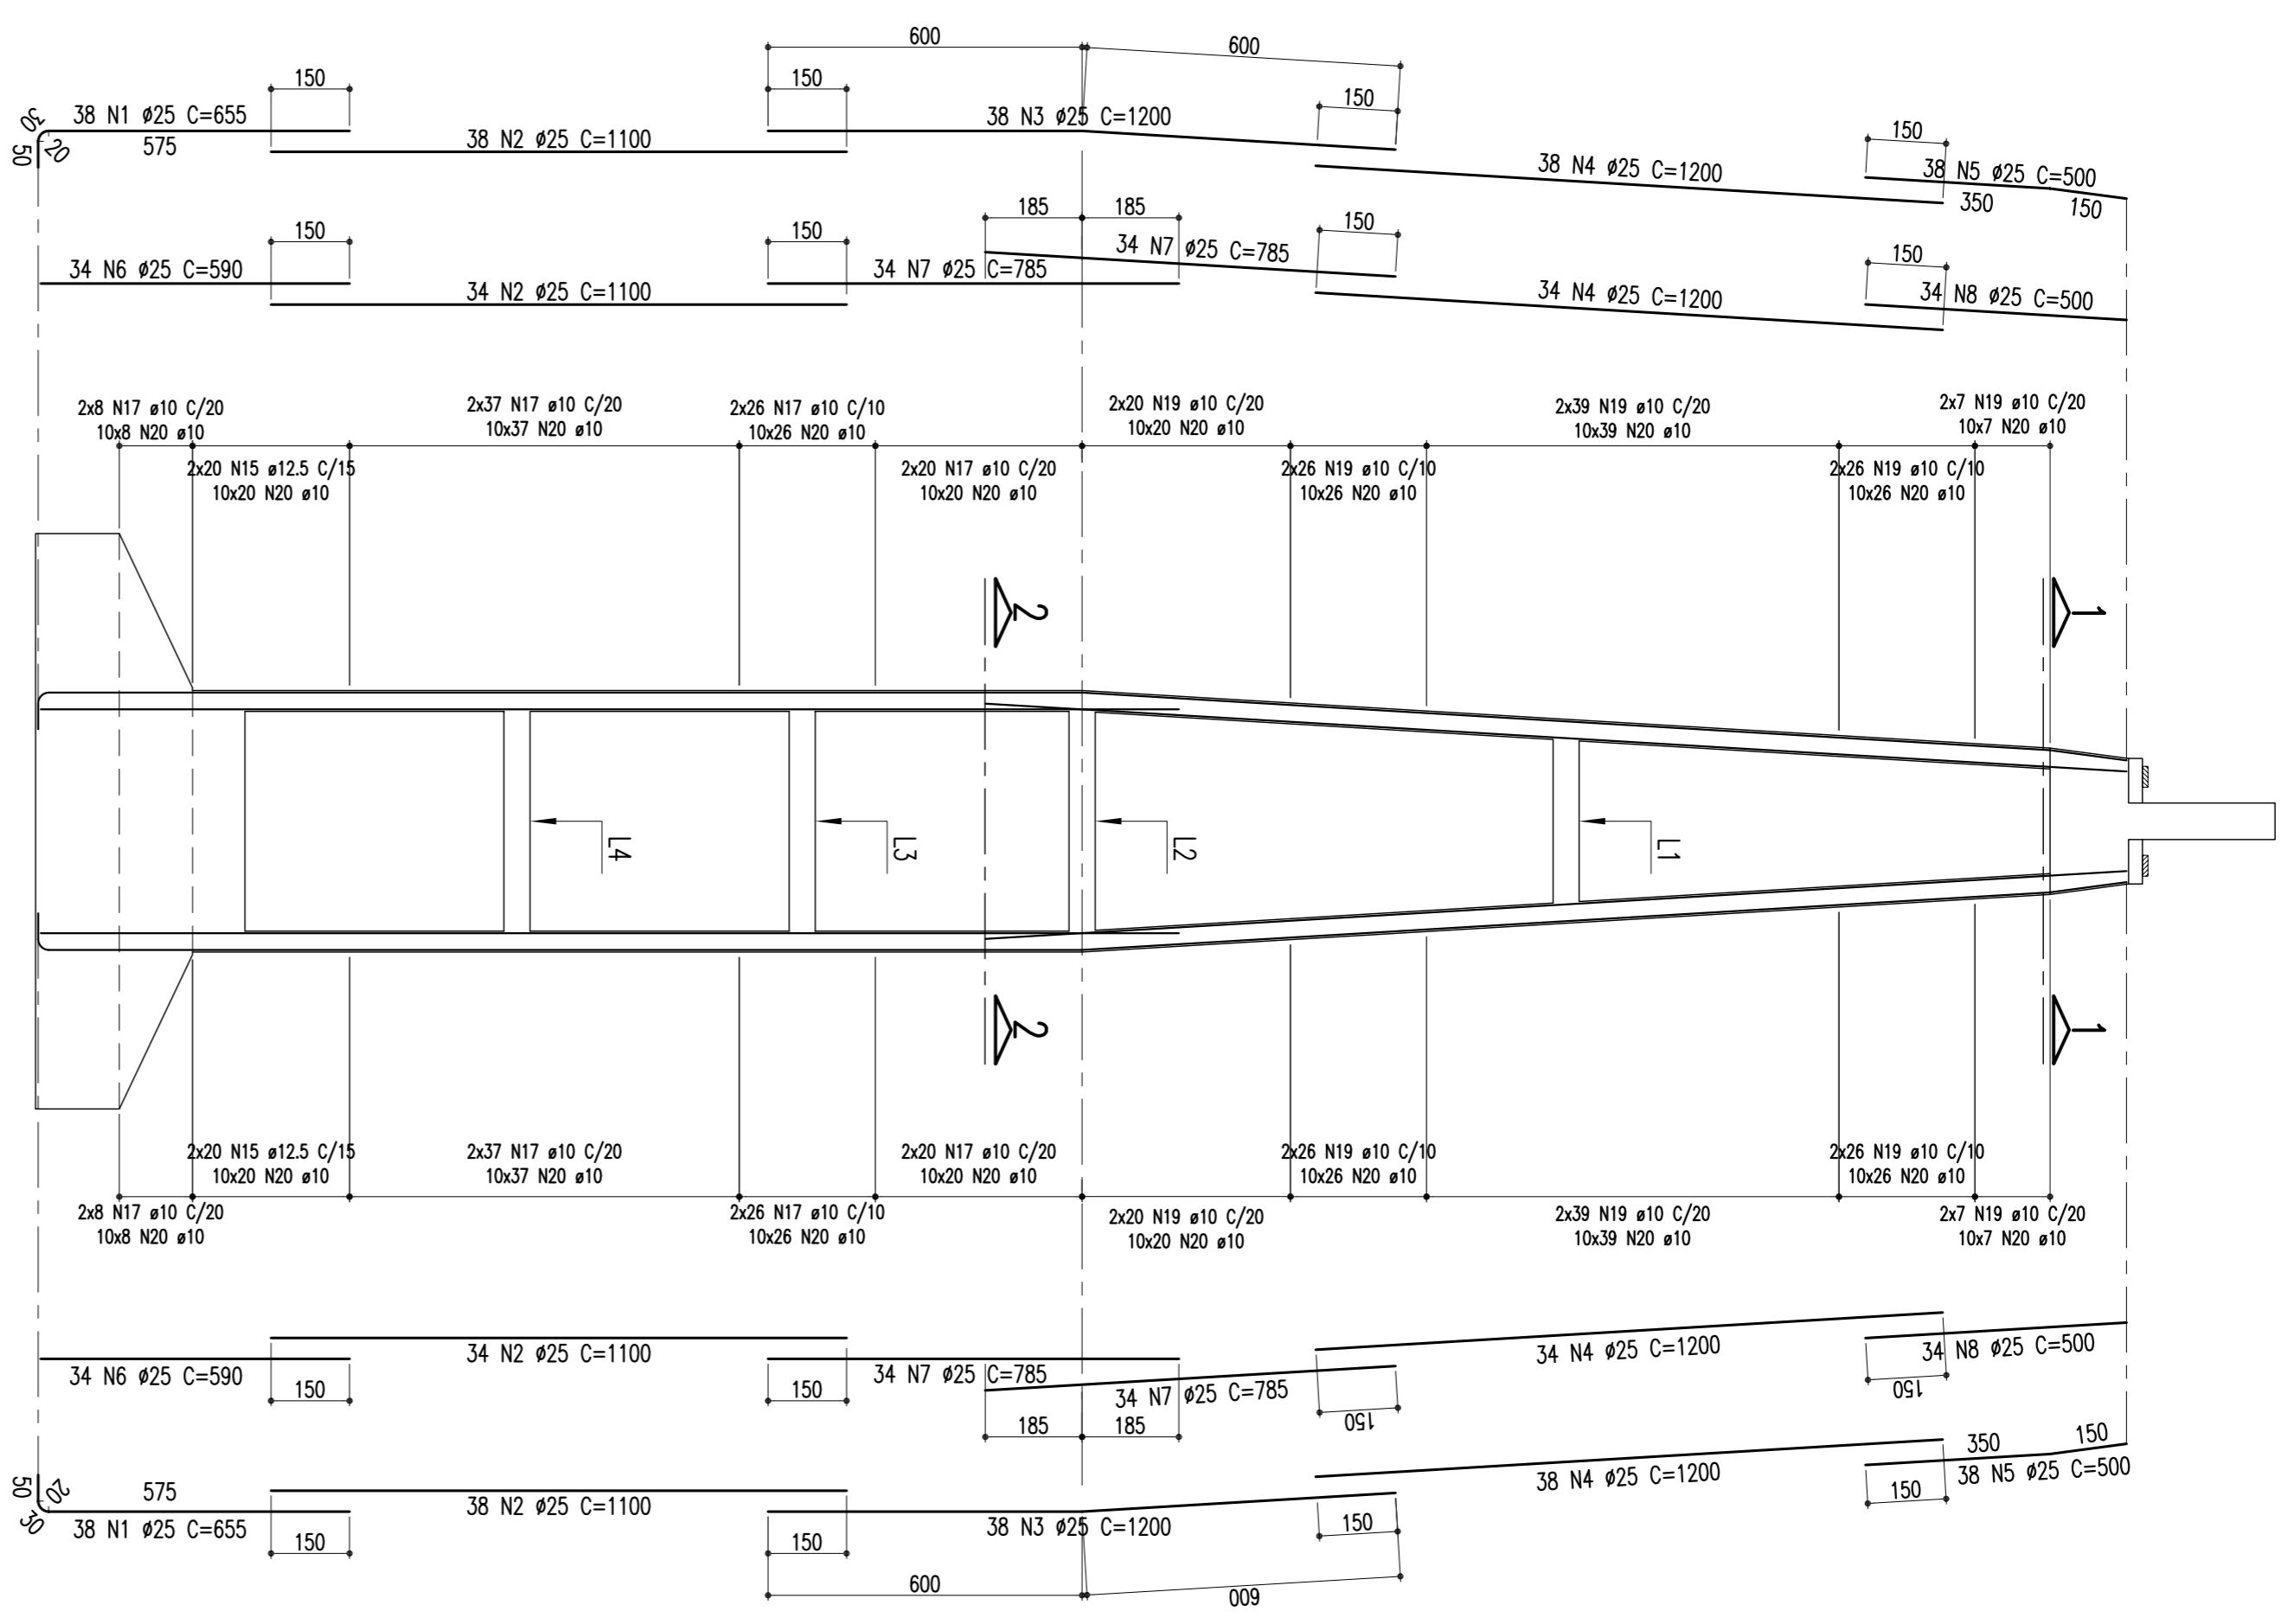 600
600
150
150
150
150
38 N1 ø25 C=655
575
30
20
50
38 N2 ø25 C=1100
38 N3 ø25 C=1200
38 N4 ø25 C=1200
38 N5 ø25 C=500
350
150
150
150
185
185
150
150
34 N6 ø25 C=590
34 N2 ø25 C=1100
34 N7 ø25 C=785
34 N7 ø25 C=785
34 N4 ø25 C=1200
34 N8 ø25 C=500
2x8 N17 ø10 C/20
10x8 N20 ø10
2x37 N17 ø10 C/20
10x37 N20 ø10
2x26 N17 ø10 C/10
10x26 N20 ø10
2x20 N19 ø10 C/20
10x20 N20 ø10
2x39 N19 ø10 C/20
10x39 N20 ø10
2x7 N19 ø10 C/20
10x7 N20 ø10
2x20 N15 ø12.5 C/15
10x20 N20 ø10
2x20 N17 ø10 C/20
10x20 N20 ø10
2x26 N19 ø10 C/10
10x26 N20 ø10
2x26 N19 ø10 C/10
10x26 N20 ø10
2
1
L4
L3
L2
L1
2
1
2x20 N15 ø12.5 C/15
10x20 N20 ø10
2x37 N17 ø10 C/20
10x37 N20 ø10
2x20 N17 ø10 C/20
10x20 N20 ø10
2x26 N19 ø10 C/10
10x26 N20 ø10
2x26 N19 ø10 C/10
10x26 N20 ø10
2x8 N17 ø10 C/20
10x8 N20 ø10
2x26 N17 ø10 C/10
10x26 N20 ø10
2x20 N19 ø10 C/20
10x20 N20 ø10
2x39 N19 ø10 C/20
10x39 N20 ø10
2x7 N19 ø10 C/20
10x7 N20 ø10
34 N6 ø25 C=590
34 N2 ø25 C=1100
34 N7 ø25 C=785
34 N7 ø25 C=785
34 N4 ø25 C=1200
34 N8 ø25 C=500
150
150
185
185
150
150
50
20
30
575
38 N1 ø25 C=655
38 N2 ø25 C=1100
38 N3 ø25 C=1200
38 N4 ø25 C=1200
350
150
38 N5 ø25 C=500
150
150
150
150
600
600